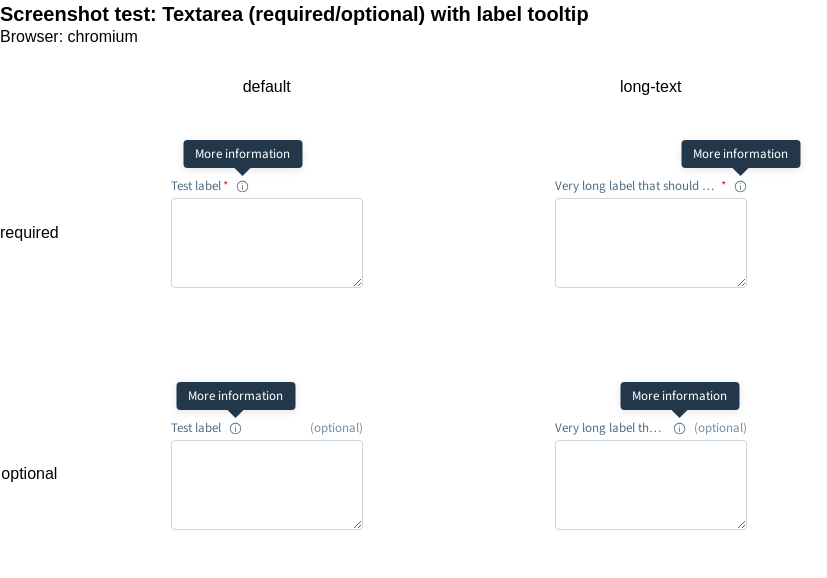 Screenshot test: Textarea (required/optional) with label tooltip
Browser: chromium
default
long-text
More information
More information
Test label *
Very long label that should … *
required
More information
More information
Test label
(optional)
Very long label th…
(optional)
optional